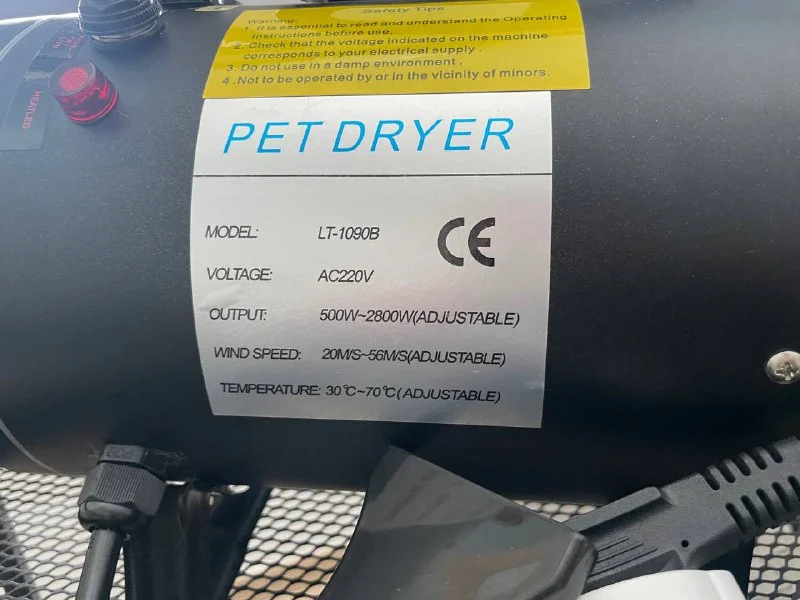 Safety Tips
Warning:
1. It is essential to read and understand the Operating
Instructions before use.
2. Check that the voltage indicated on the machine
corresponds to your electrical supply .
3. Do not use in a damp environment .
4 .Not to be operated by or in the vicinity of minors.
PET DRYER
MODEL: LT-1090B
CE
VOLTAGE: AC220V
OUTPUT: 500W~2800W(ADJUSTABLE)
WIND SPEED: 20M/S~56M/S(ADJUSTABLE)
TEMPERATURE: 30℃~70℃(ADJUSTABLE)
HEATLED